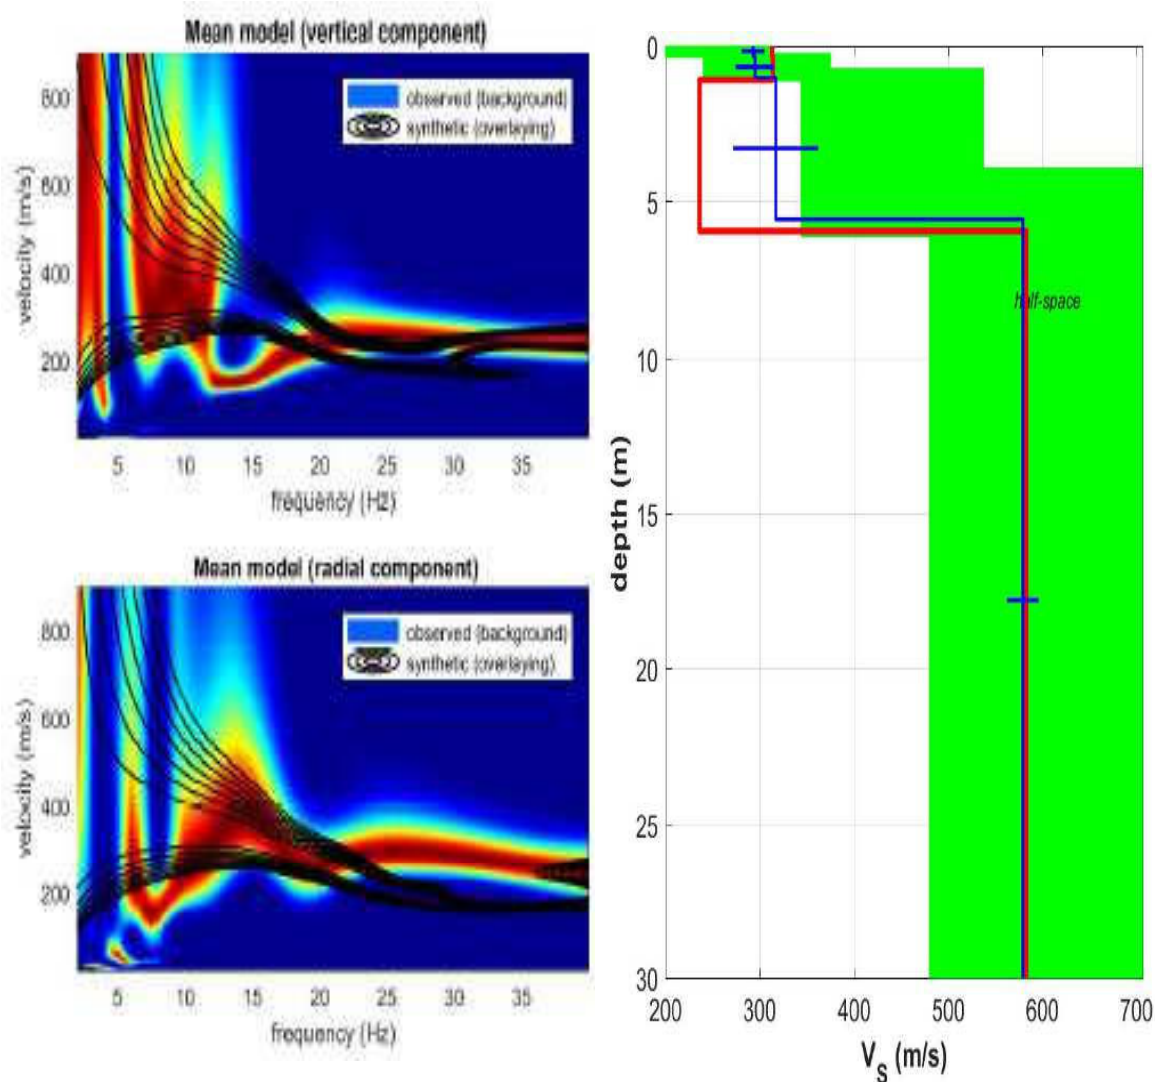 Mean model (vertical component)
observed (background)
synthetic (overlaying)
800
600
400
200
velocity (m/s)
5 10 15 20 25 30 35
frequency (Hz)
Mean model (radial component)
observed (background)
synthetic (overlaying)
800
600
400
200
velocity (m/s)
5 10 15 20 25 30 35
frequency (Hz)
0
5
10
15
20
25
30
depth (m)
half-space
200 300 400 500 600 700
V_S (m/s)